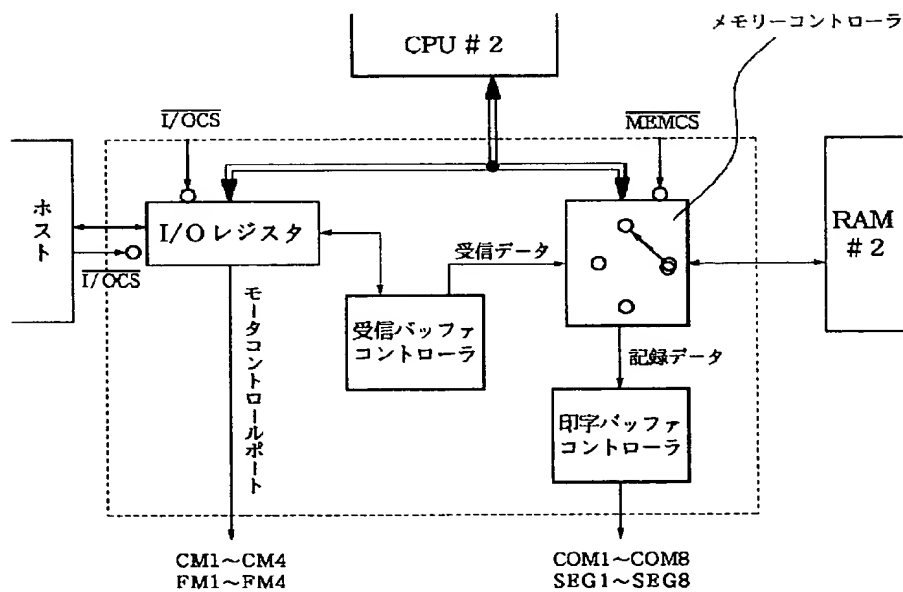 CPU # 2
メモリーコントローラ
I/OCS
MEMCS
ホスト
I/Oレジスタ
RAM
# 2
I/OCS
受信データ
受信バッファ
コントローラ
モータコントロールポート
記録データ
印字バッファ
コントローラ
CM1～CM4
FM1～FM4
COM1～COM8
SEG1～SEG8